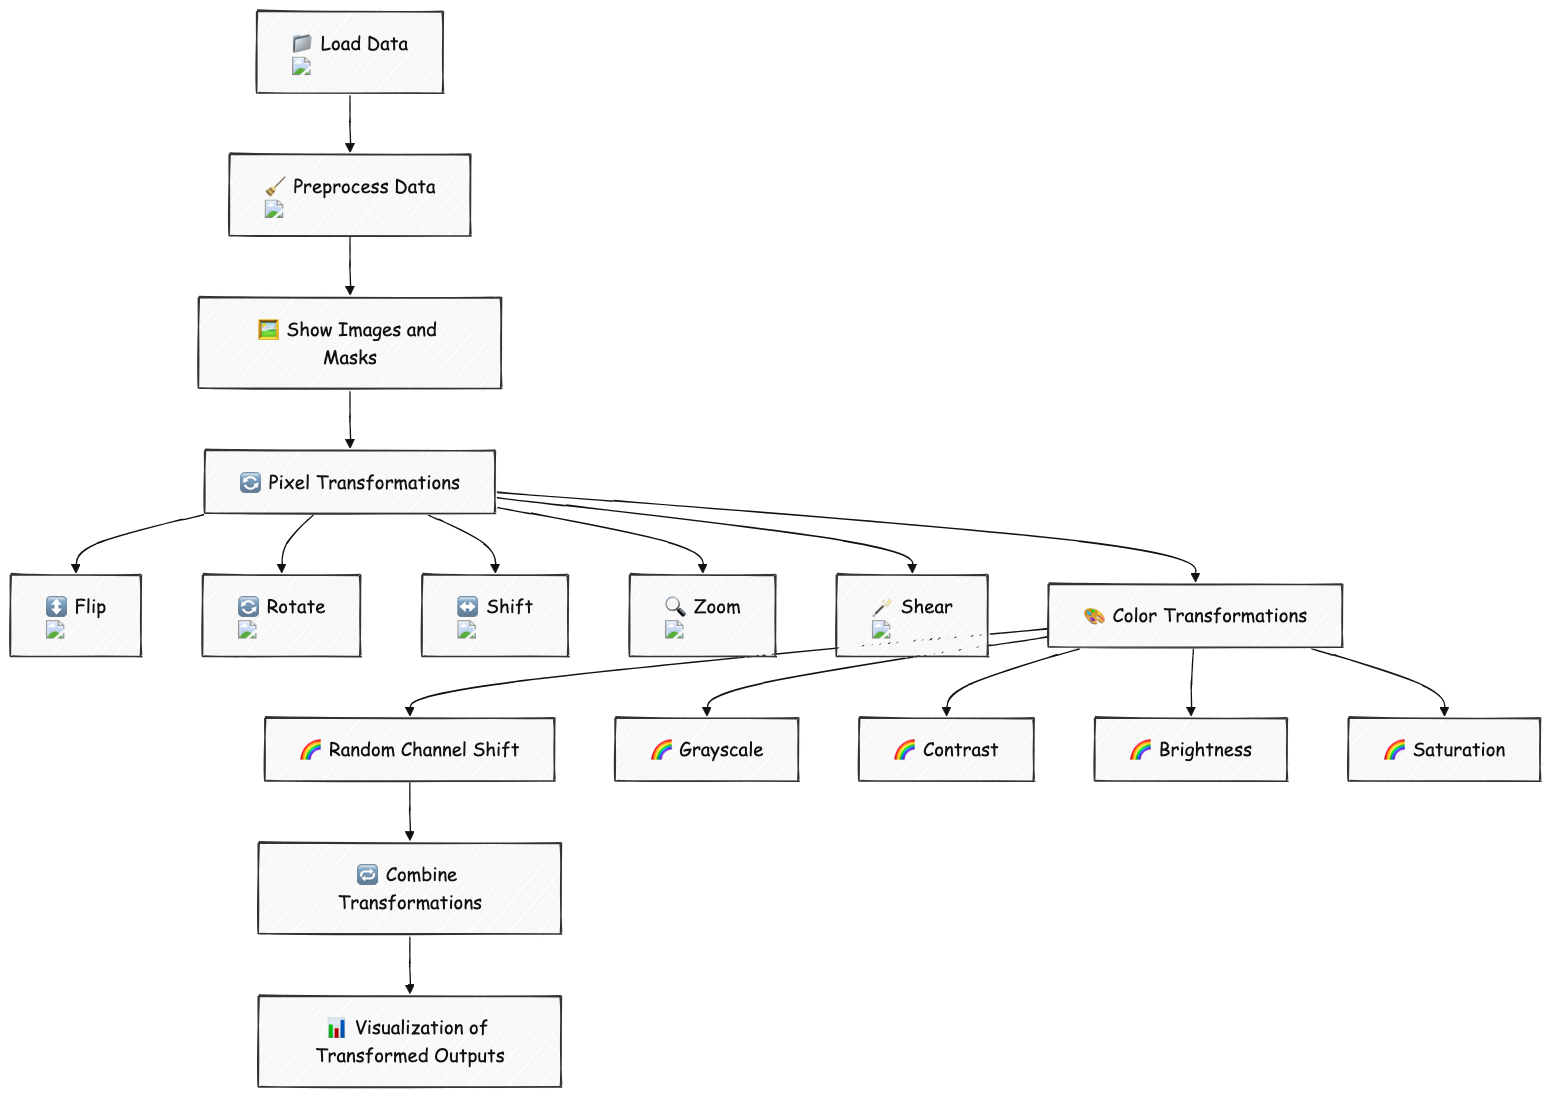 Load Data
Preprocess Data
Show Images and
Masks
Pixel Transformations
Flip
Rotate
Shift
Zoom
Shear
Color Transformations
Random Channel Shift
Grayscale
Contrast
Brightness
Saturation
Combine
Transformations
Visualization of
Transformed Outputs